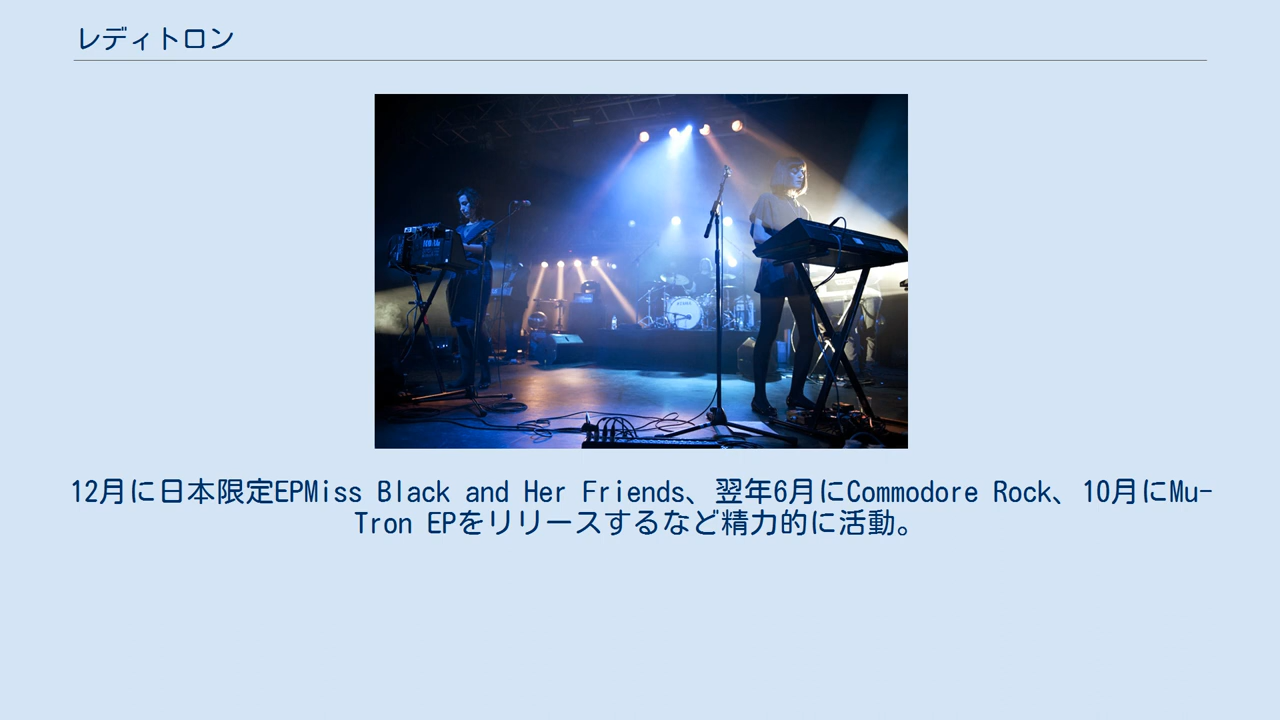 レディトロン
12月に日本限定EPMiss Black and Her Friends、翌年6月にCommodore Rock、10月にMu-
Tron EPをリリースするなど精力的に活動。